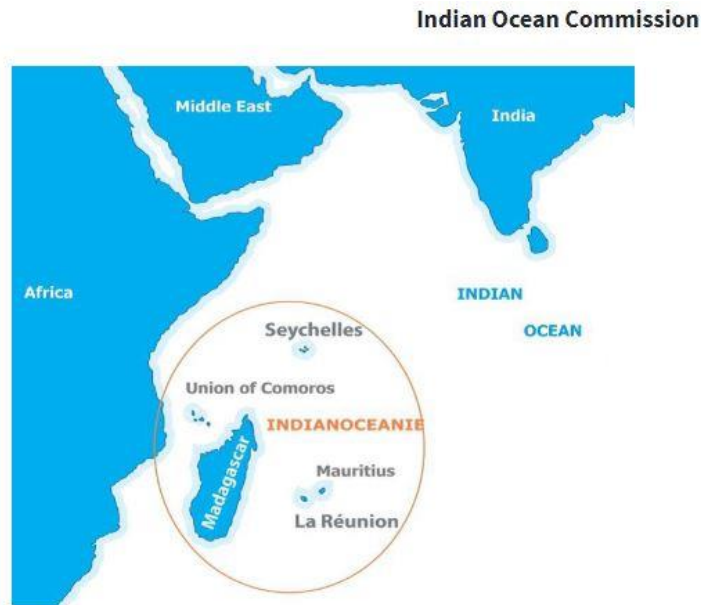 Indian Ocean Commission
Middle East
India
Africa
INDIAN
OCEAN
Seychelles
Union of Comoros
INDIANOCEANIE
Madagascar
Mauritius
La Réunion